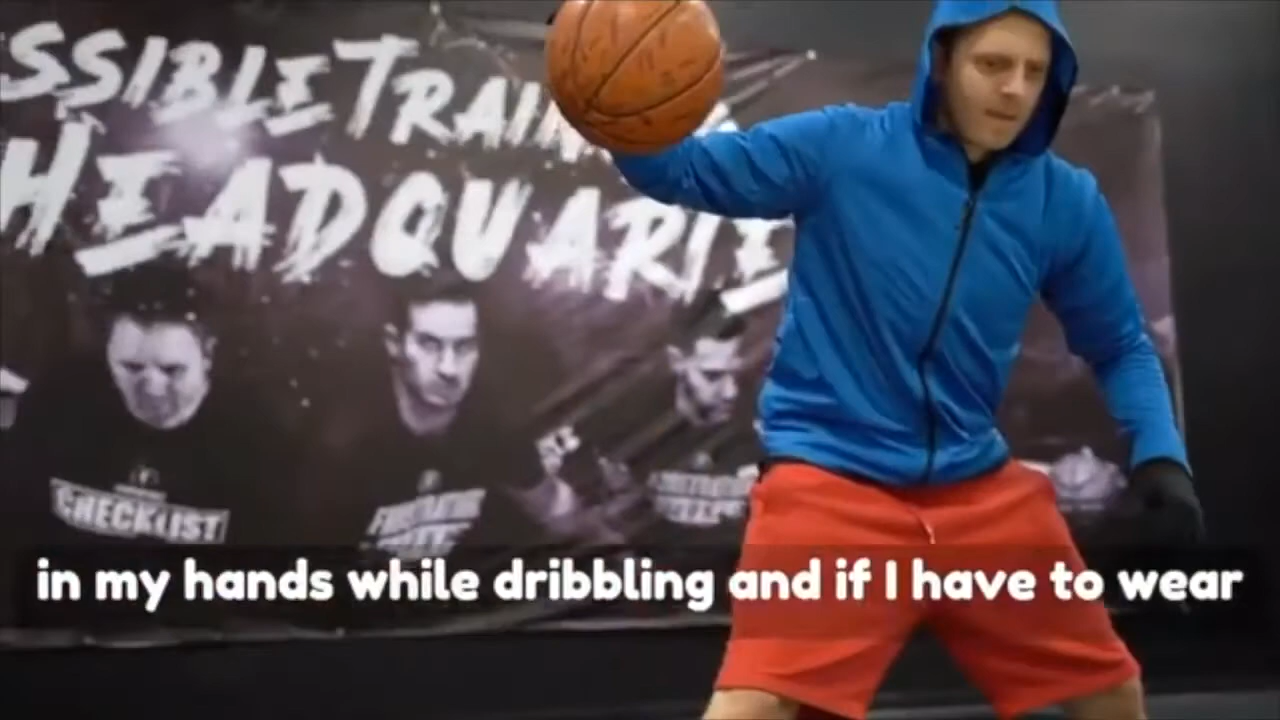 SSIBLE TRAIN
HEADQUARTE
CHECKLIST
in my hands while dribbling and if I have to wear